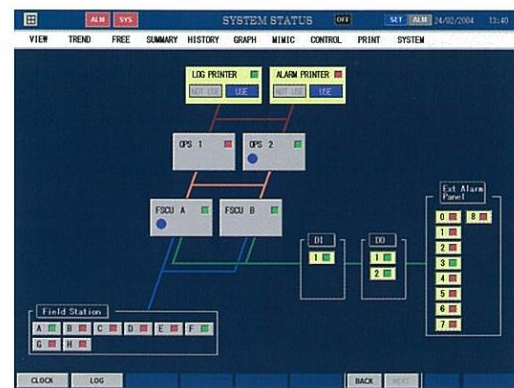 ALM SYS SYSTEM STATUS OFF SET ALM 24/02/2004 13:49
VIEW TREND FREE SUMMARY HISTORY GRAPH MIMIC CONTROL PRINT SYSTEM
LOG PRINTER ALARM PRINTER
NOT USE USE NOT USE USE
OPS 1 OPS 2
FSCU A FSCU B
Ext Alarm
Panel
DI DO
0 8
1 1 1
2 2
3
4
5
6
7
Field Station
A B C D E F
G H
CLOCK LOG BACK NEXT